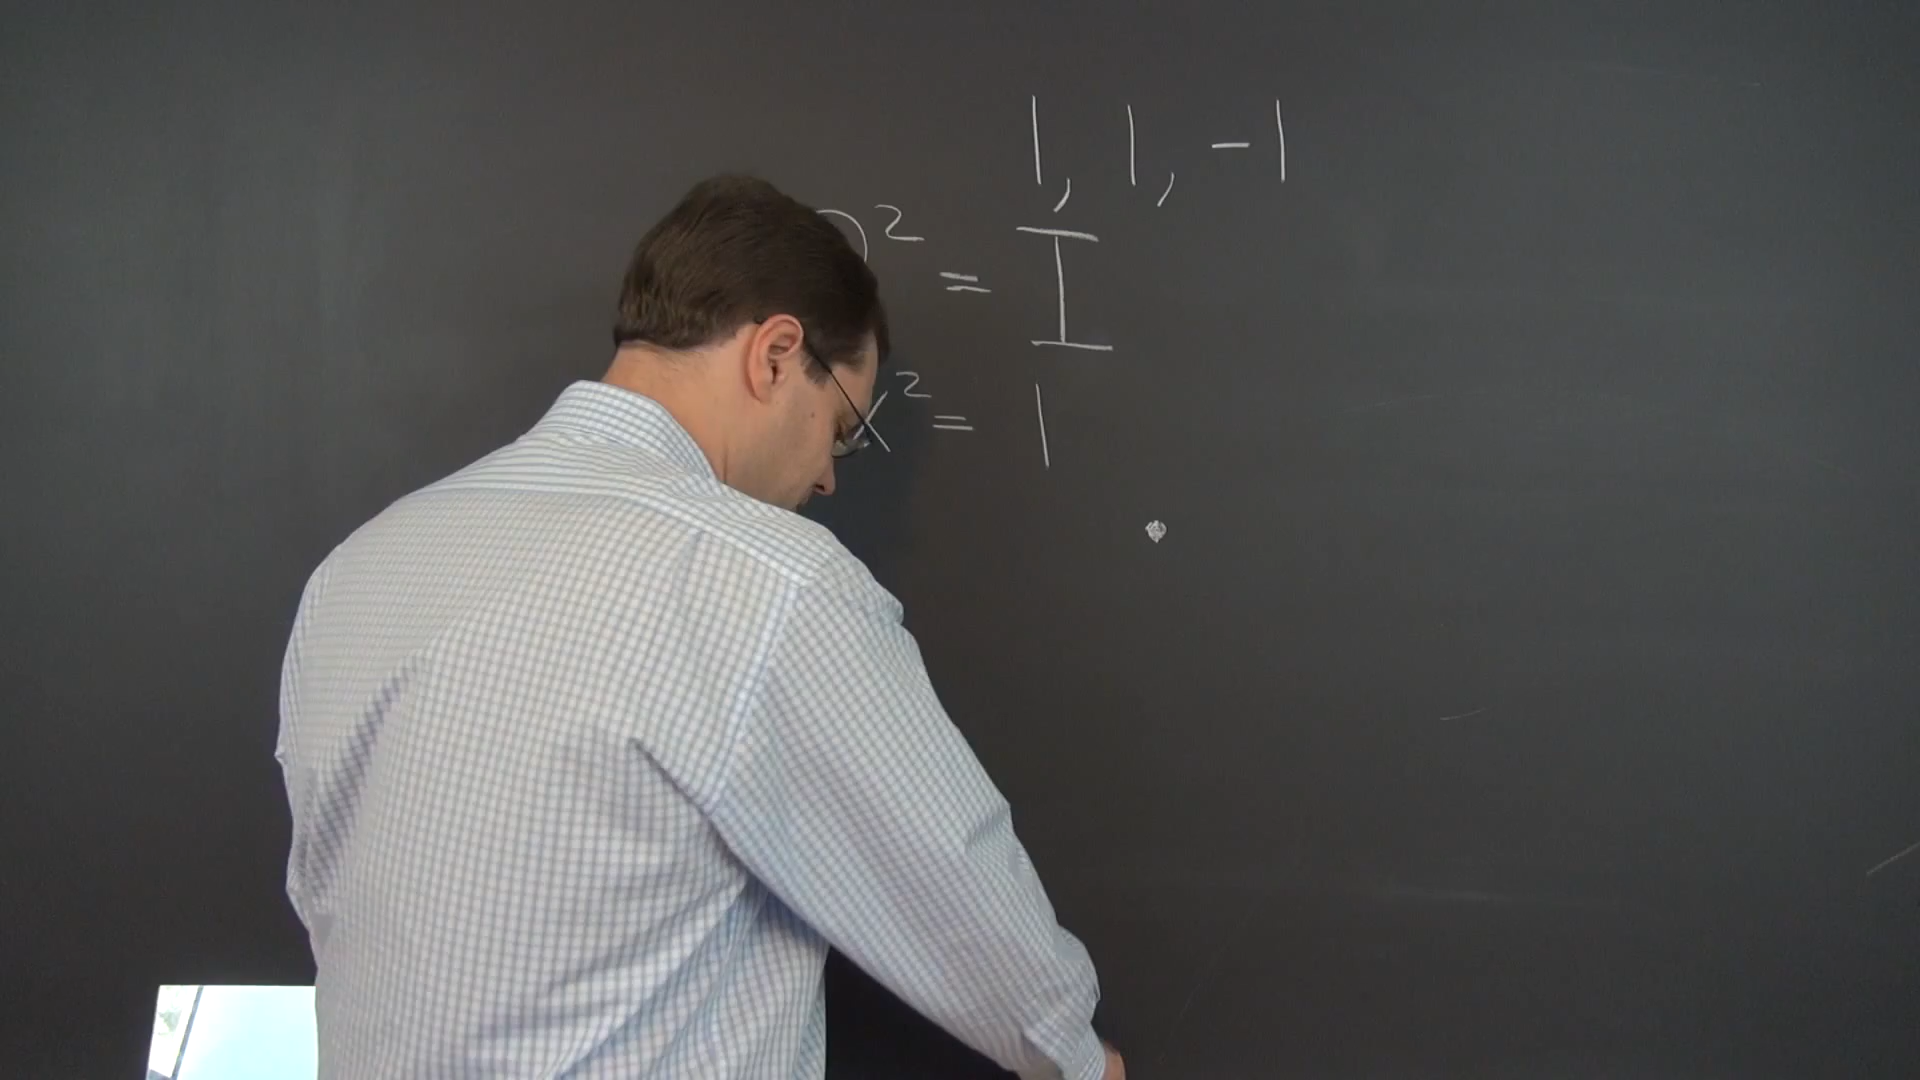 1, 1, -1
² = I
² = 1